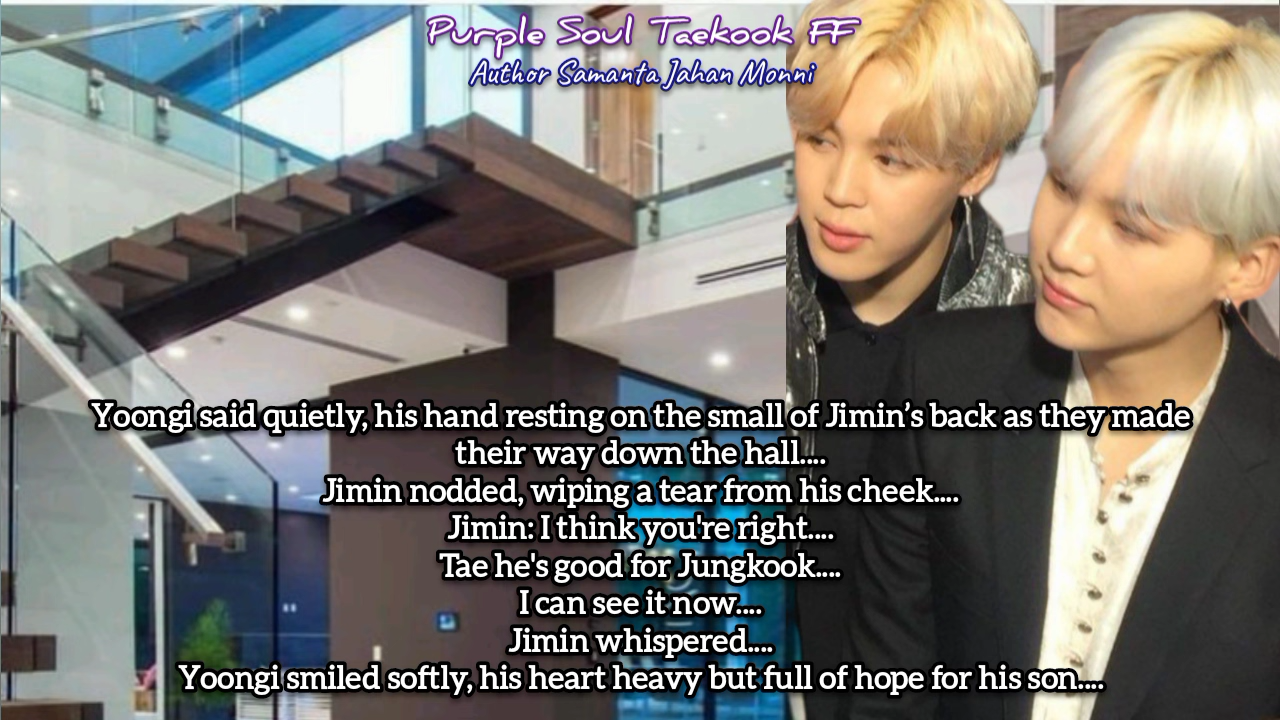 Purple Soul Taekook FF
Author Samanta Jahan Monni
Yoongi said quietly, his hand resting on the small of Jimin’s back as they made
their way down the hall....
Jimin nodded, wiping a tear from his cheek....
Jimin: I think you're right....
Tae he's good for Jungkook....
I can see it now....
Jimin whispered....
Yoongi smiled softly, his heart heavy but full of hope for his son....